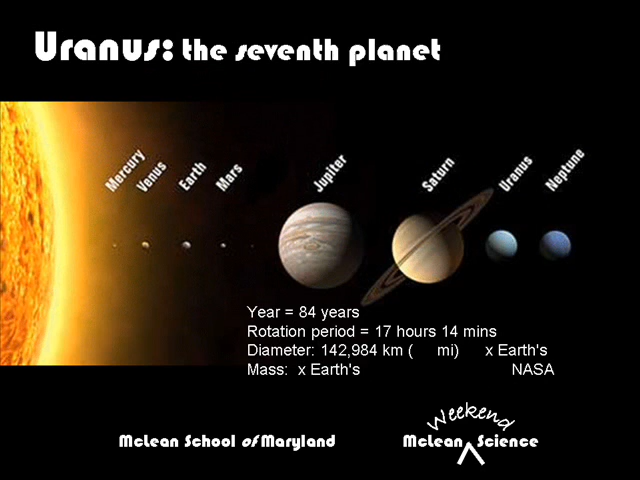 Uranus: the seventh planet
Mercury
Venus
Earth
Mars
Jupiter
Saturn
Uranus
Neptune
Year = 84 years
Rotation period = 17 hours 14 mins
Diameter: 142,984 km ( mi) x Earth's
Mass: x Earth's NASA
Weekend
McLean School of Maryland
McLean Science